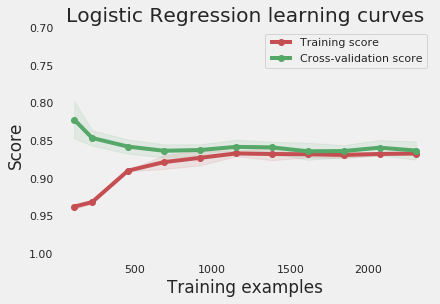 Logistic Regression learning curves
0.70
0.75
0.80
0.85
0.90
0.95
1.00
Score
Training score
Cross-validation score
500
1000
1500
2000
Training examples